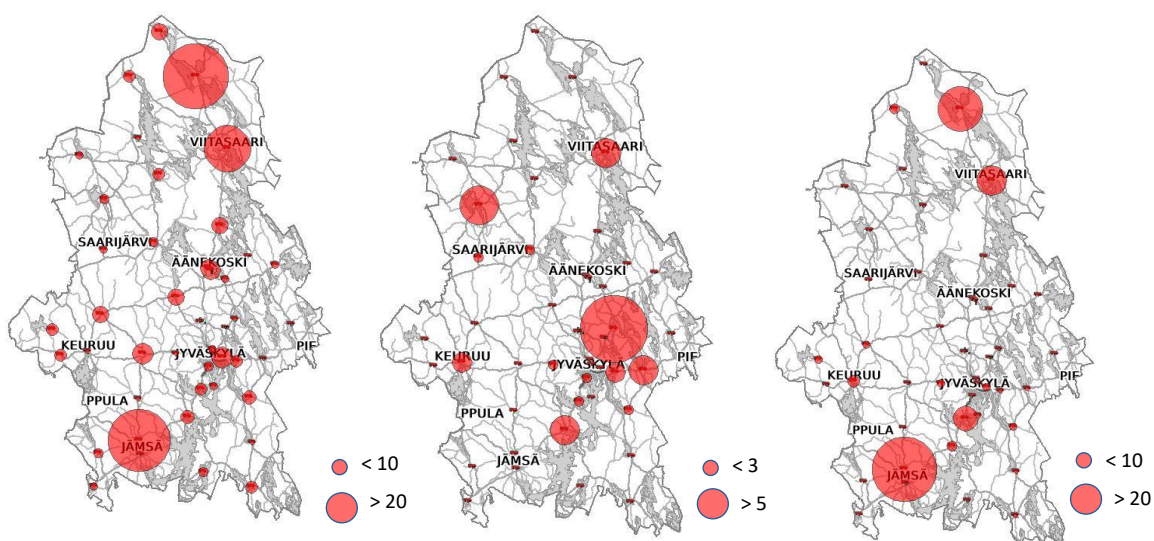 VIITASAARI
SAARIJÄRVI
ÄÄNEKOSKI
KEURUU
JYVÄSKYLÄ
PIF
PPULA
JÄMSÄ
< 10
> 20
VIITASAARI
SAARIJÄRVI
ÄÄNEKOSKI
KEURUU
JYVÄSKYLÄ
PIF
PPULA
JÄMSÄ
< 3
> 5
VIITASAARI
SAARIJÄRVI
ÄÄNEKOSKI
KEURUU
JYVÄSKYLÄ
PIF
PPULA
JÄMSÄ
< 10
> 20